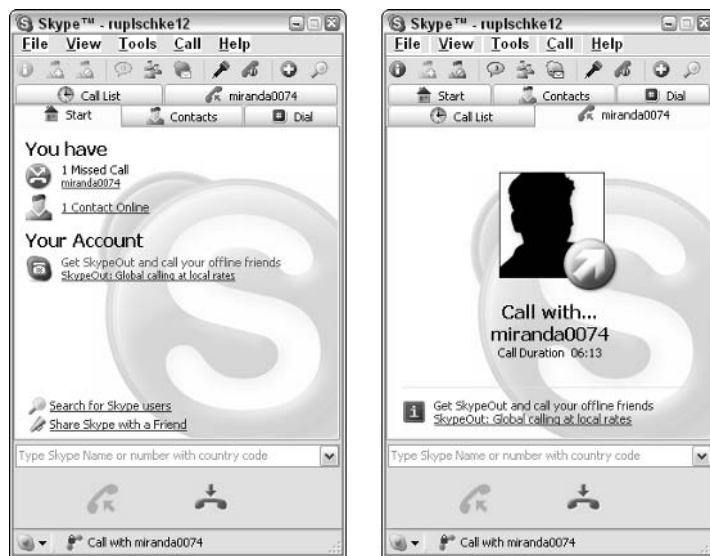 Skype™ - ruplschke12
File View Tools Call Help
Call List miranda0074
Start Contacts Dial
You have
1 Missed Call
miranda0074
1 Contact Online
Your Account
Get SkypeOut and call your offline friends
SkypeOut: Global calling at local rates
Search for Skype users
Share Skype with a Friend
Type Skype Name or number with country code
Call with miranda0074
Skype™ - ruplschke12
File View Tools Call Help
Start Contacts Dial
Call List miranda0074
Call with...
miranda0074
Call Duration 06:13
Get SkypeOut and call your offline friends
SkypeOut: Global calling at local rates
Type Skype Name or number with country code
Call with miranda0074